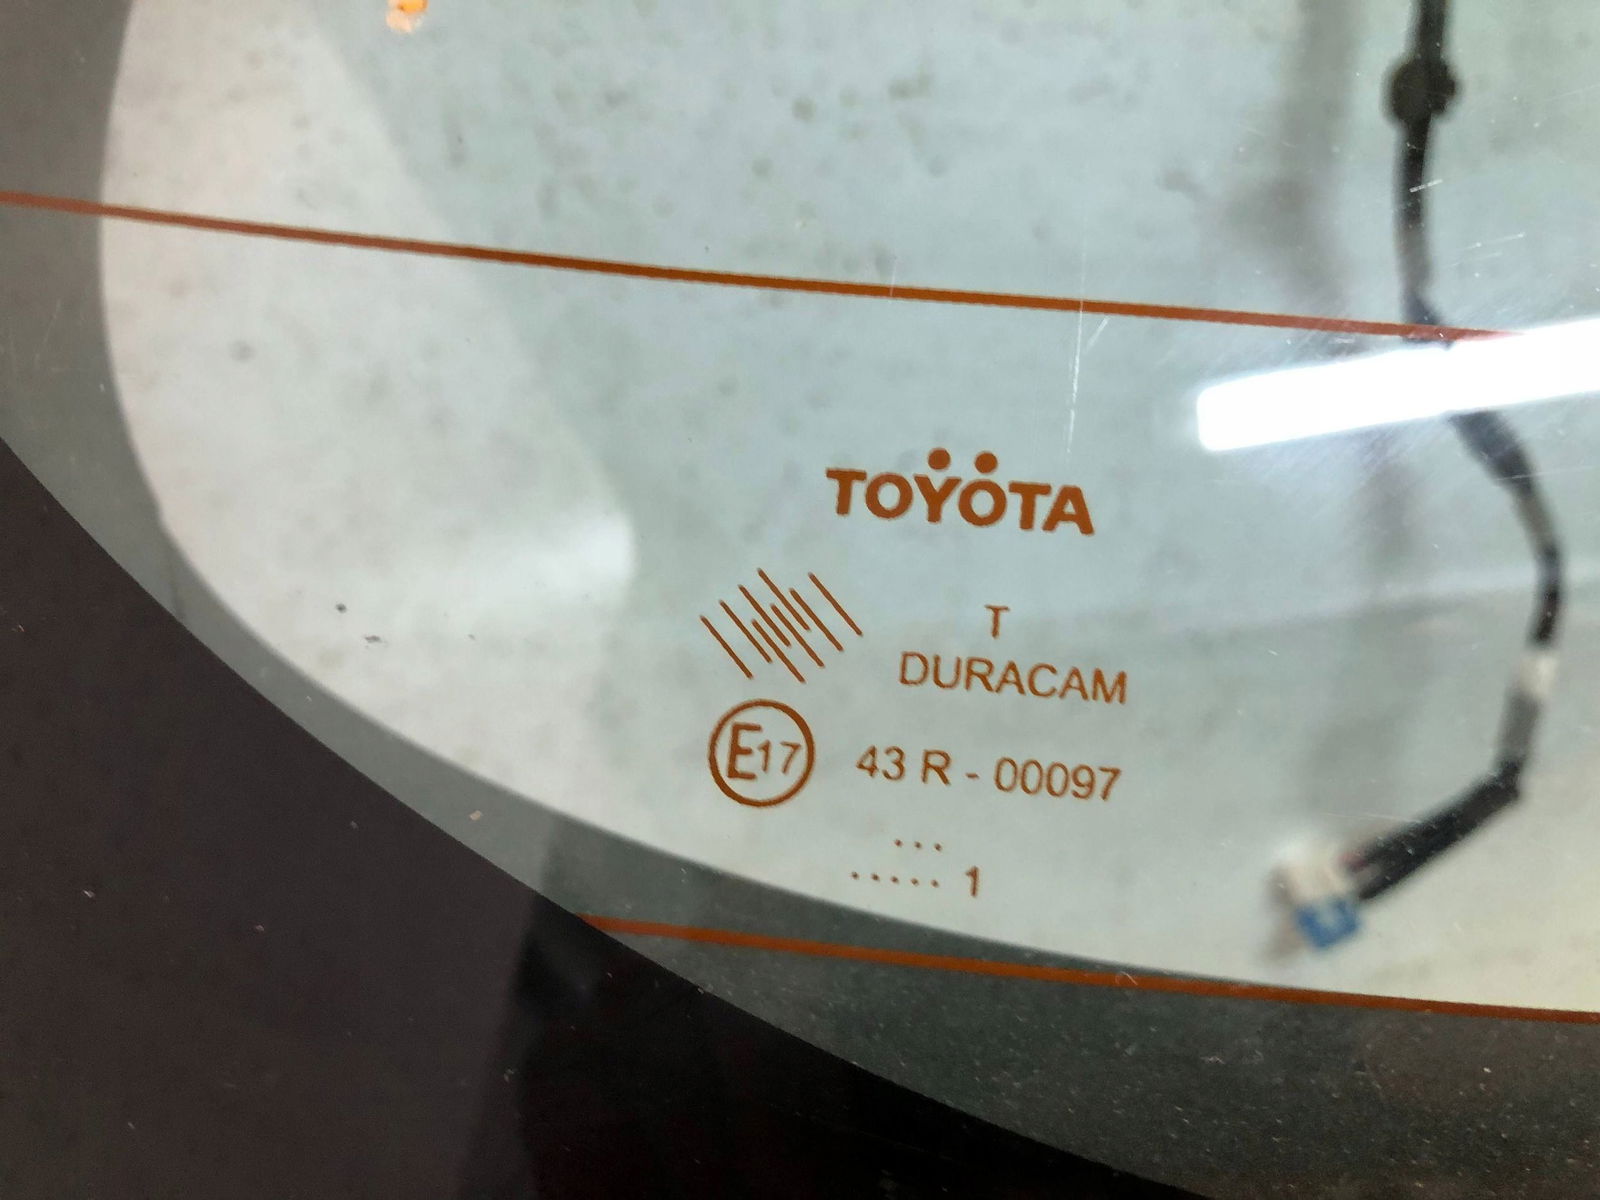 TOYOTA
T
DURACAM
E17 43 R - 00097
...
..... 1